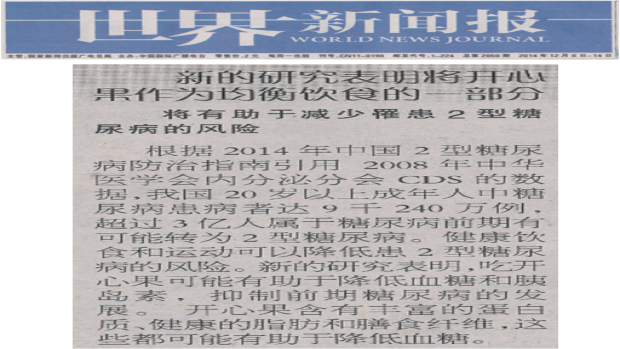 世界新闻报
WORLD NEWS JOURNAL
新的研究表明将开心
果作为均衡饮食的一部分
将有助于减少罹患2型糖
尿病的风险
根据2014年中国2型糖尿
病防治指南引用 2008年中华
医学会内分泌分会CDS的数
据,我国20岁以上成年人中糖
尿病患病者达9千240万例,
超过3亿人属于糖尿病前期有
可能转为2型糖尿病。健康饮
食和运动可以降低患2型糖尿
病的风险。新的研究表明,吃开
心果可能有助于降低血糖和胰
岛素，抑制前期糖尿病的发
展。 开心果含有丰富的蛋白
质、健康的脂肪和膳食纤维,这
些都可能有助于降低血糖。